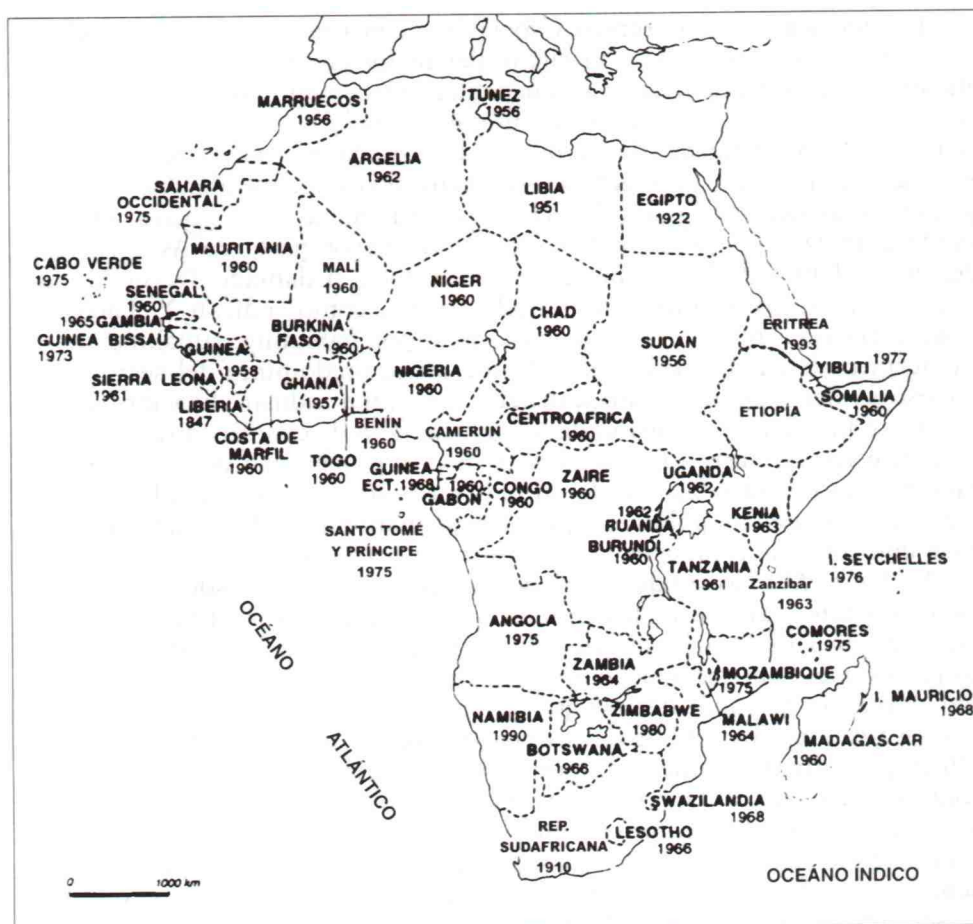 MARRUECOS
1956
TUNEZ
1956
ARGELIA
1962
LIBIA
1951
EGIPTO
1922
SAHARA
OCCIDENTAL
1975
MAURITANIA
1960
MALÍ
1960
NÍGER
1960
CHAD
1960
SUDÁN
1956
ERITREA
1993
CABO VERDE
1975
SENEGAL
1960
1965 GAMBIA
GUINEA BISSAU
1973
GUINEA
1958
BURKINA
FASO 1960
SIERRA LEONA
1961
GHANA
1957
NIGERIA
1960
1977
YIBUTI
SOMALIA
1960
ETIOPÍA
LIBERIA
1847
COSTA DE
MARFIL
1960
TOGO
1960
BENÍN
1960
CAMERUN
1960
CENTROAFRICA
1960
GUINEA
ECT. 1968
1960
GABON
CONGO
1960
ZAIRE
1960
UGANDA
1962
KENIA
1963
1962
RUANDA
BURUNDI
1960
SANTO TOMÉ
Y PRÍNCIPE
1975
TANZANIA
1961
Zanzíbar
1963
I. SEYCHELLES
1976
OCÉANO
ATLÁNTICO
ANGOLA
1975
COMORES
1975
ZAMBIA
1964
MOZAMBIQUE
1975
I. MAURICIO
1968
NAMIBIA
1990
ZIMBABWE
1980
MALAWI
1964
MADAGASCAR
1960
BOTSWANA
1966
SWAZILANDIA
1968
REP.
SUDAFRICANA
1910
LESOTHO
1966
OCEÁNO ÍNDICO
0 1000 km